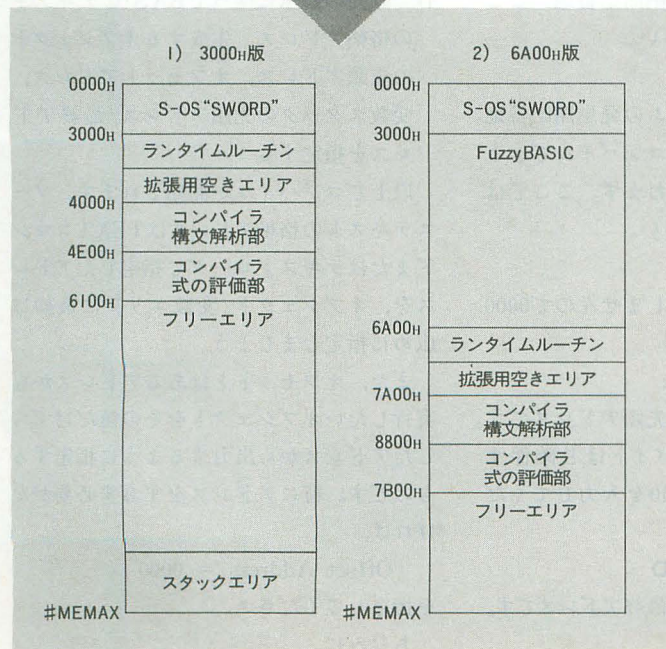 1) 3000H版
0000H
S-OS“SWORD”
3000H
ランタイムルーチン
拡張用空きエリア
4000H
コンパイラ
構文解析部
4E00H
コンパイラ
式の評価部
6100H
フリーエリア
スタックエリア
#MEMAX
2) 6A00H版
0000H
S-OS“SWORD”
3000H
FuzzyBASIC
6A00H
ランタイムルーチン
拡張用空きエリア
7A00H
コンパイラ
構文解析部
8800H
コンパイラ
式の評価部
7B00H
フリーエリア
#MEMAX